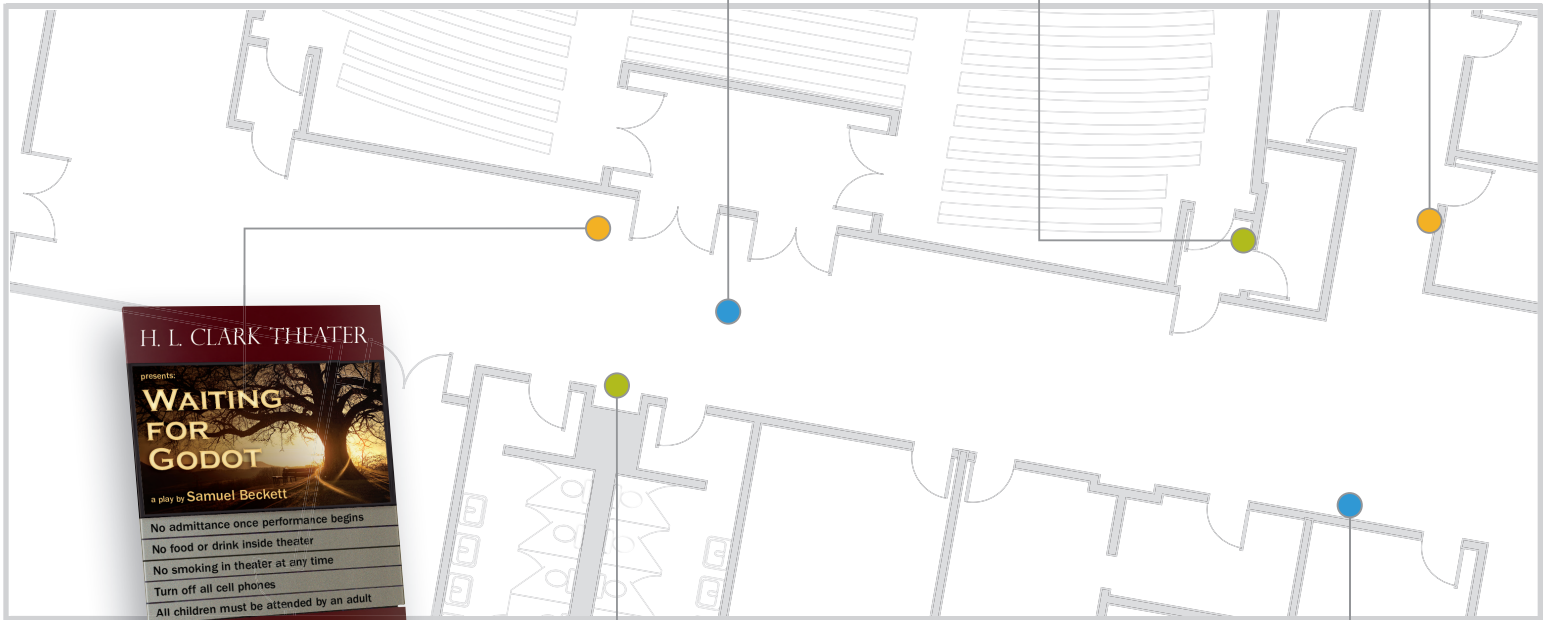 H. L. CLARK THEATER
presents:
WAITING
FOR
GODOT
a play by Samuel Beckett
No admittance once performance begins
No food or drink inside theater
No smoking in theater at any time
Turn off all cell phones
All children must be attended by an adult